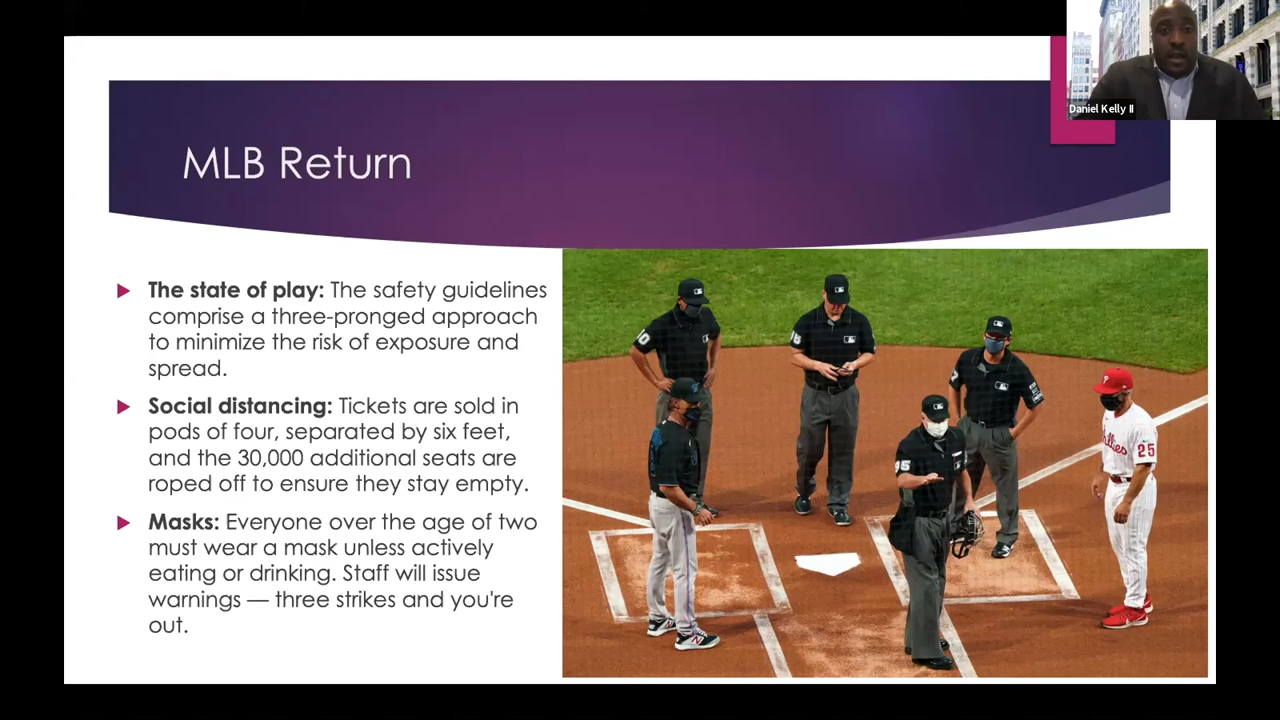 Daniel Kelly II
MLB Return
The state of play: The safety guidelines
comprise a three-pronged approach
to minimize the risk of exposure and
spread.
Social distancing: Tickets are sold in
pods of four, separated by six feet,
and the 30,000 additional seats are
roped off to ensure they stay empty.
Masks: Everyone over the age of two
must wear a mask unless actively
eating or drinking. Staff will issue
warnings — three strikes and you're
out.
Phillies
25